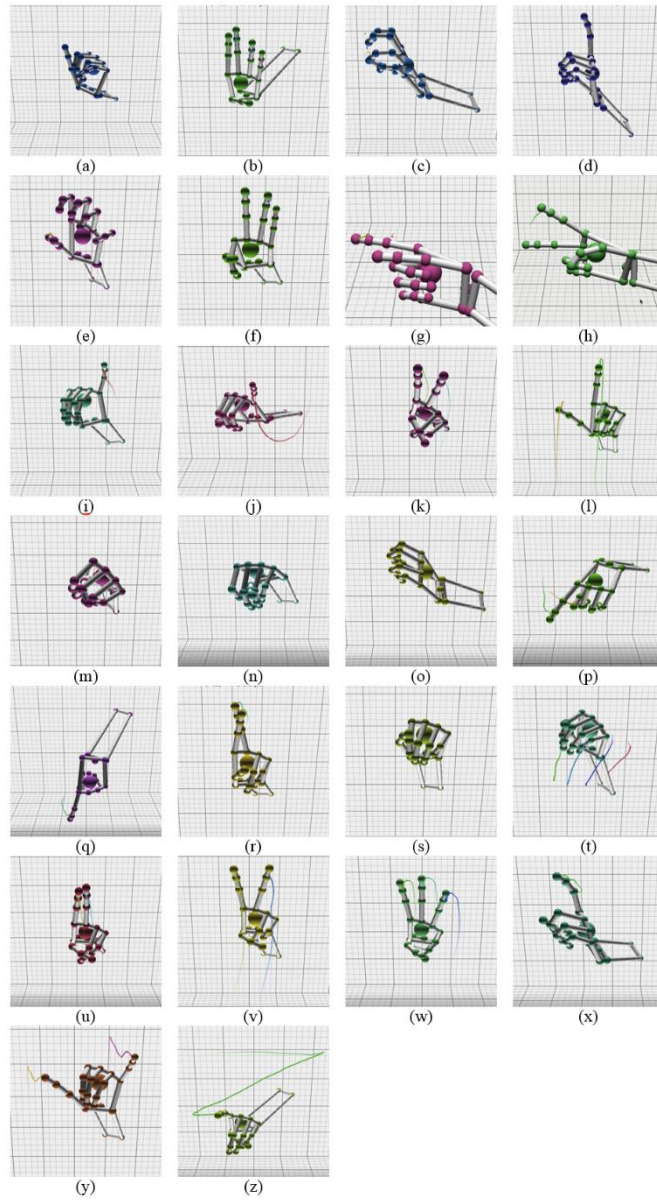 (a) (b) (c) (d)
(e) (f) (g) (h)
(i) (j) (k) (l)
(m) (n) (o) (p)
(q) (r) (s) (t)
(u) (v) (w) (x)
(y) (z)